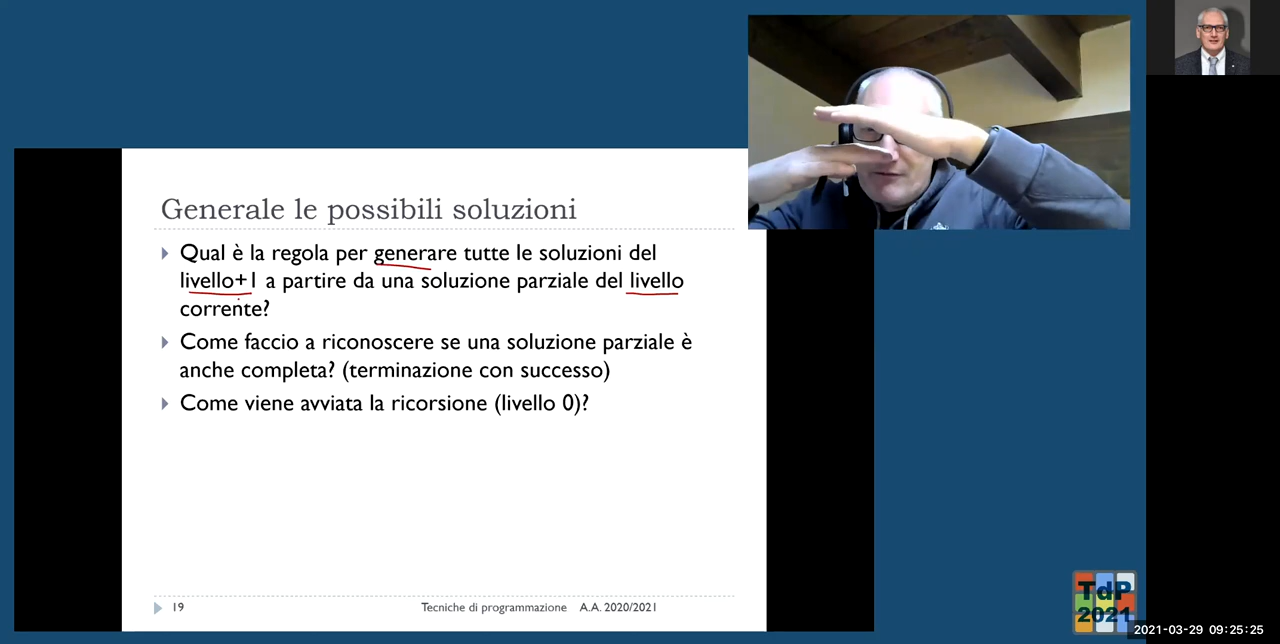 Generale le possibili soluzioni
Qual è la regola per generare tutte le soluzioni del
livello+1 a partire da una soluzione parziale del livello
corrente?
Come faccio a riconoscere se una soluzione parziale è
anche completa? (terminazione con successo)
Come viene avviata la ricorsione (livello 0)?
19
Tecniche di programmazione A.A. 2020/2021
TdP
2021
2021-03-29 09:25:25